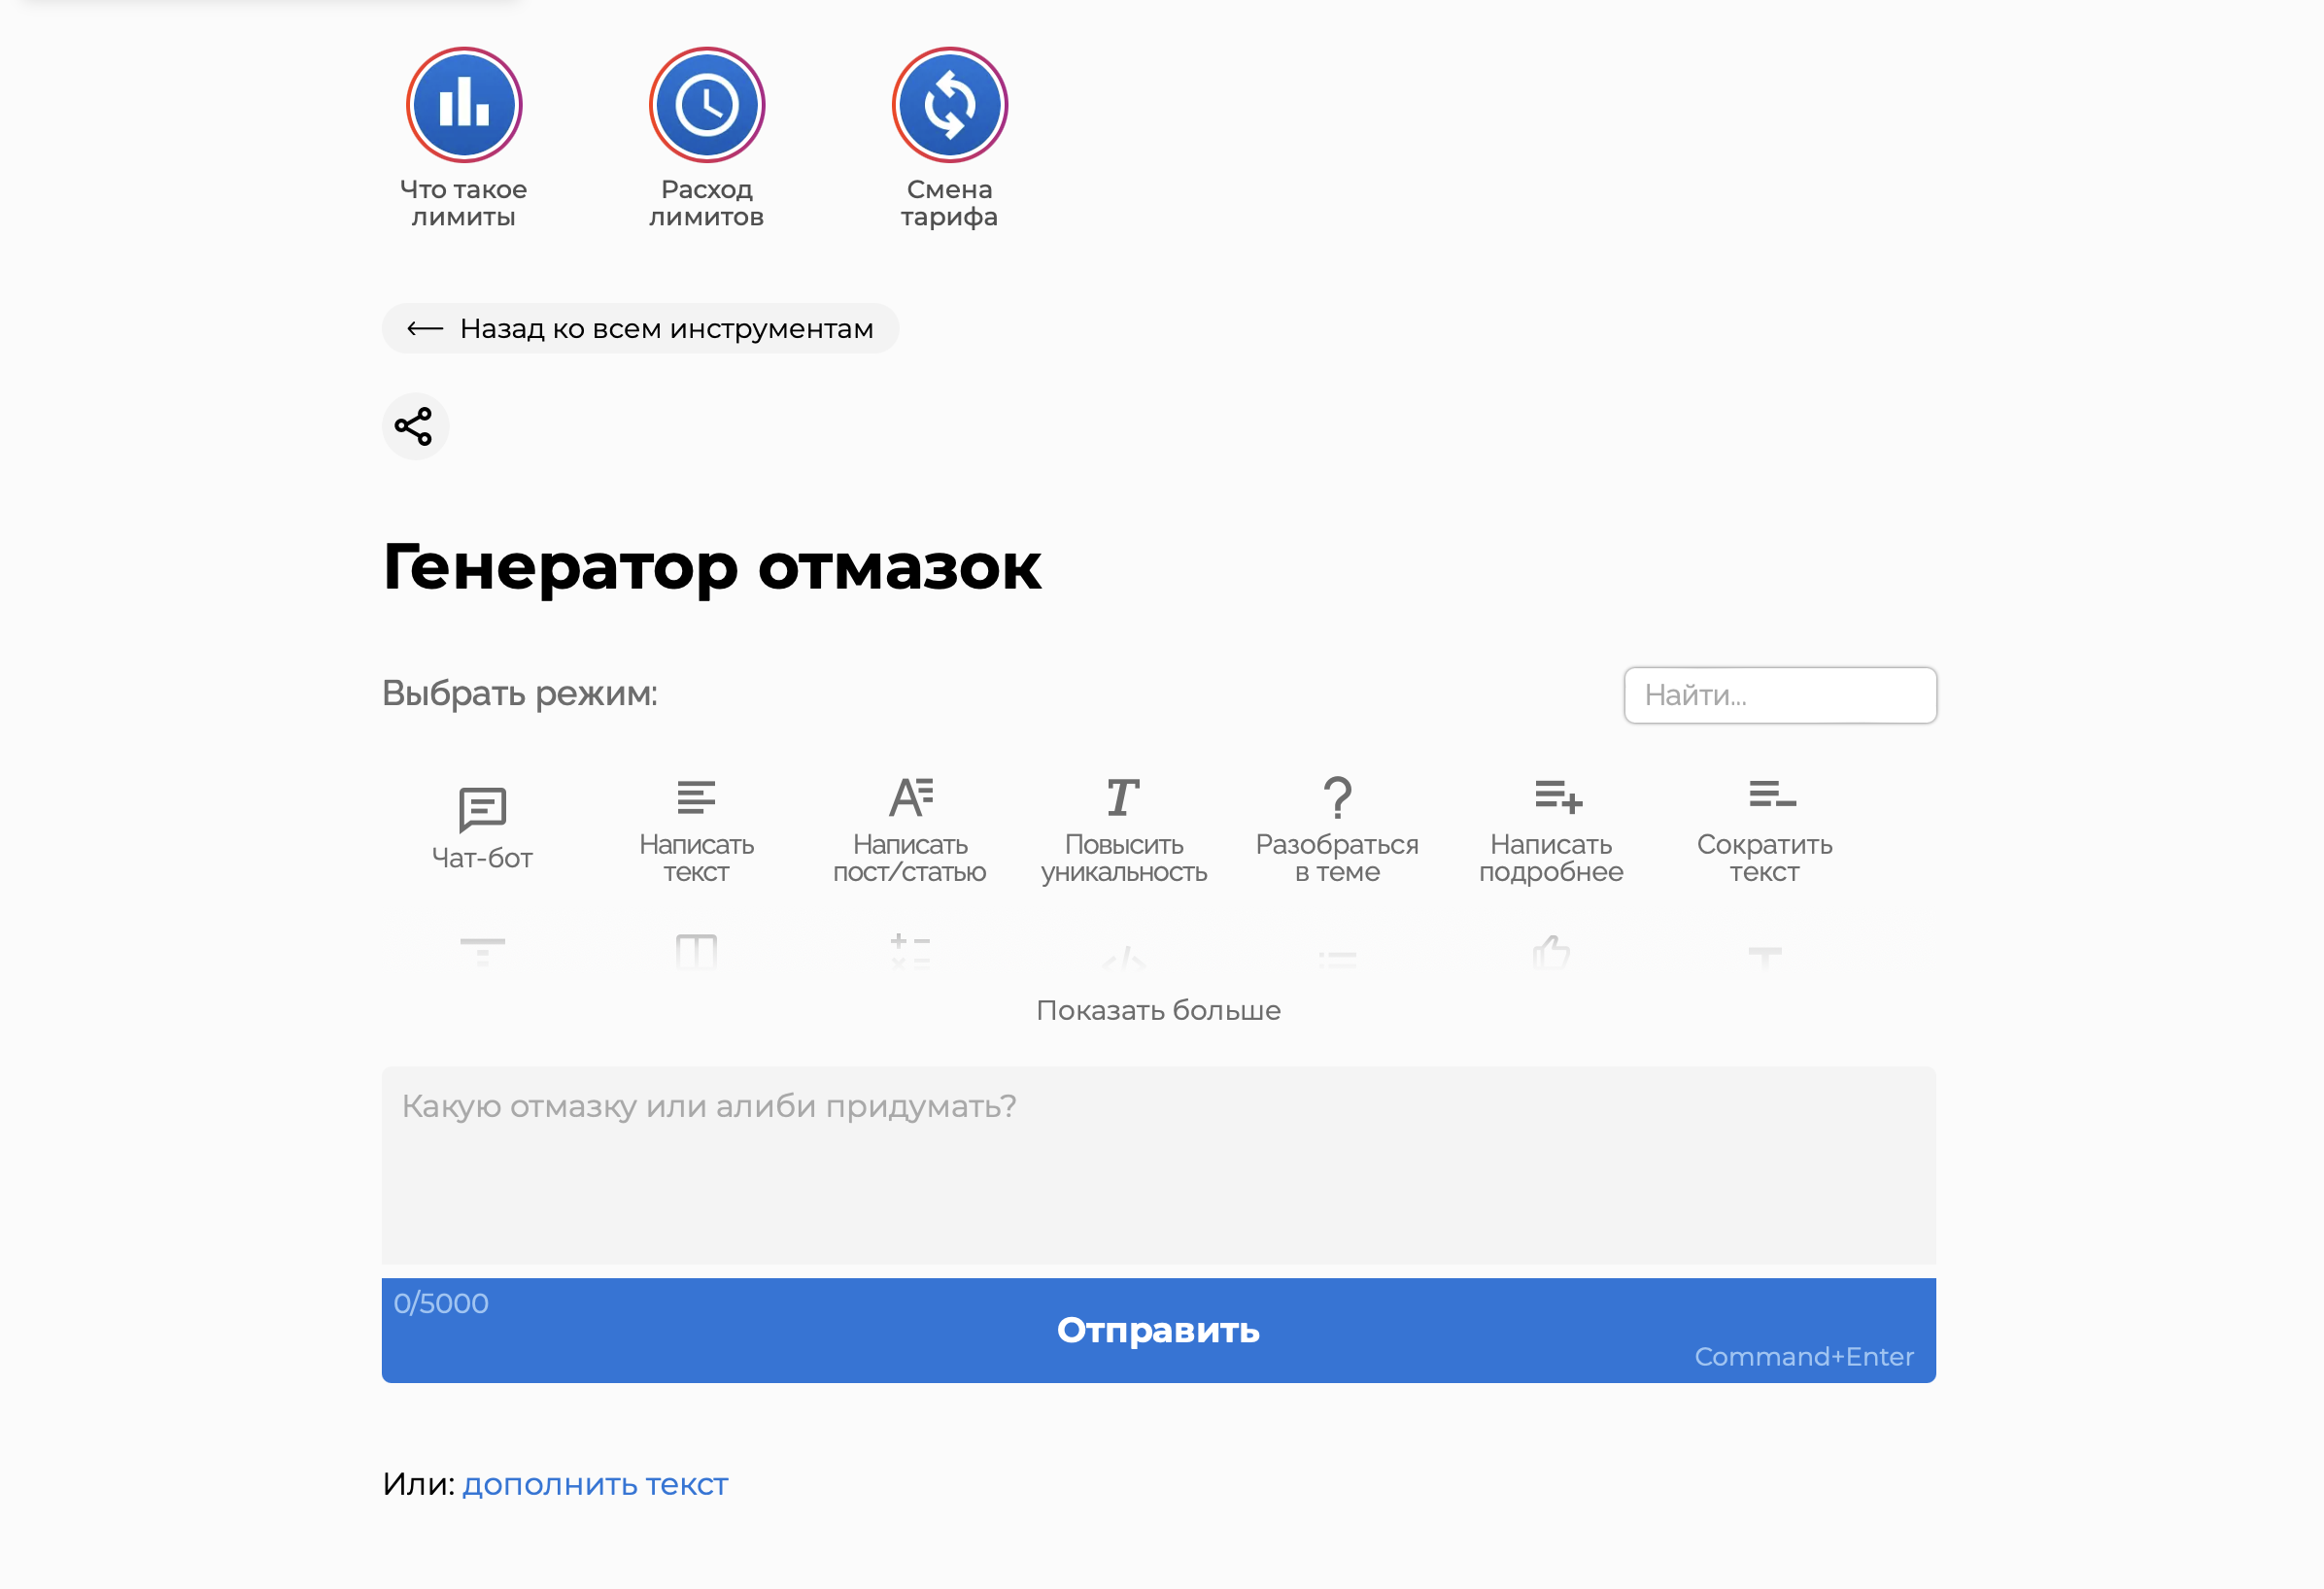 Что такое
лимиты
Расход
лимитов
Смена
тарифа
Назад ко всем инструментам
Генератор отмазок
Выбрать режим:
Найти...
Чат-бот
Написать
текст
Написать
пост/статью
Повысить
уникальность
Разобраться
в теме
Написать
подробнее
Сократить
текст
Показать больше
Какую отмазку или алиби придумать?
0/5000
Отправить
Command+Enter
Или: дополнить текст